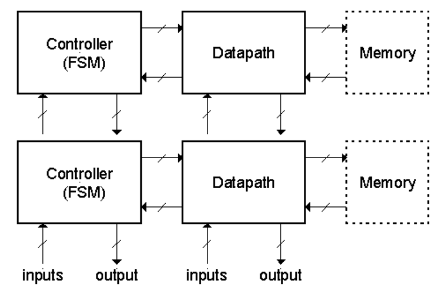 Controller
(FSM)
Datapath
Memory
Controller
(FSM)
Datapath
Memory
inputs
output
inputs
output